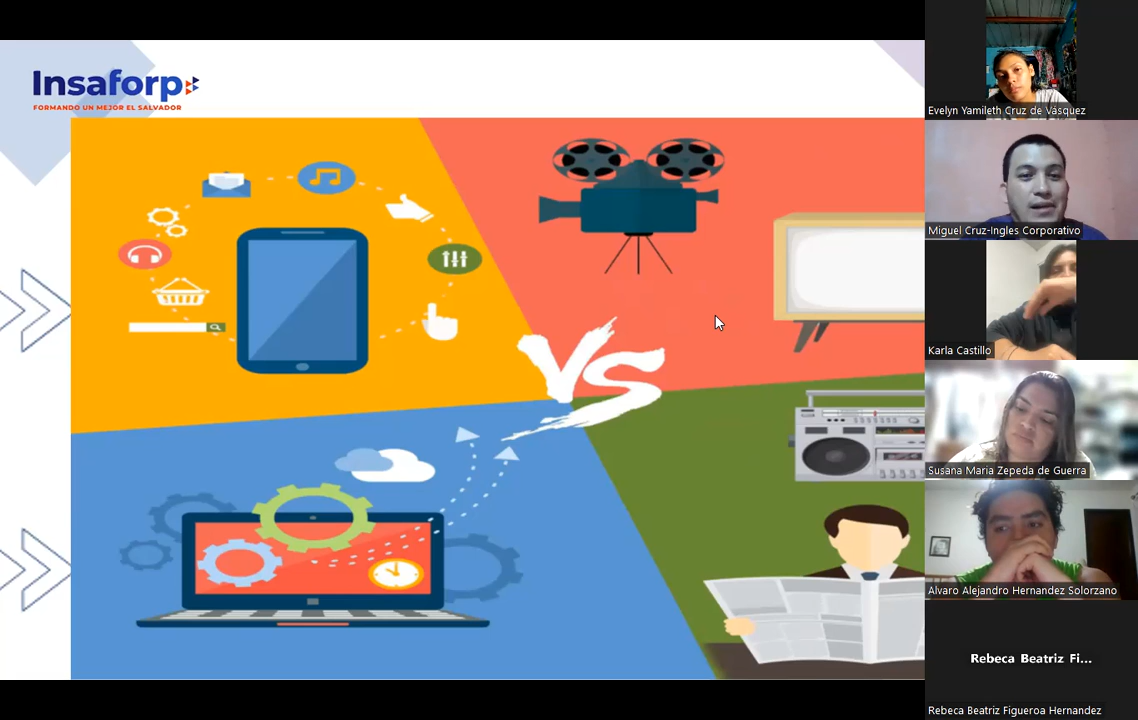 Insaforp
FORMANDO UN MEJOR EL SALVADOR
VS
Evelyn Yamileth Cruz de Vásquez
Miguel Cruz-Ingles Corporativo
Karla Castillo
Susana Maria Zepeda de Guerra
Alvaro Alejandro Hernandez Solorzano
Rebeca Beatriz Fi...
Rebeca Beatriz Figueroa Hernandez